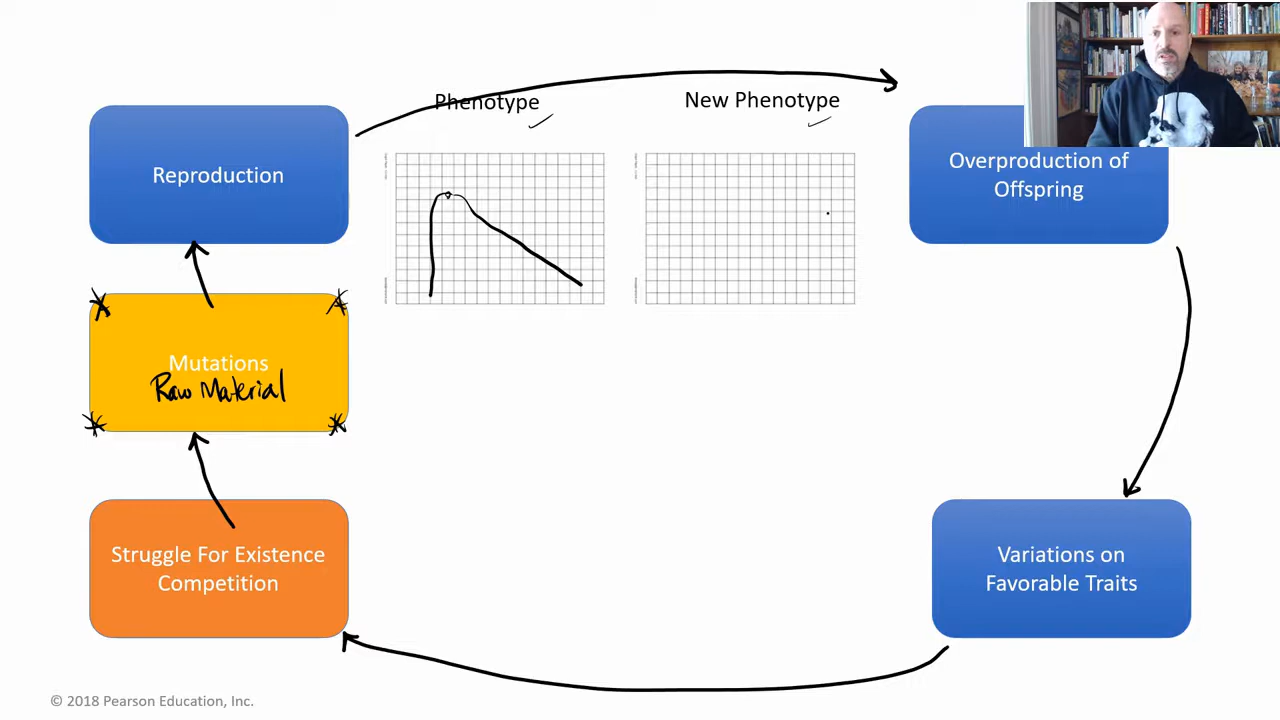 Phenotype
New Phenotype
Reproduction
Overproduction of
Offspring
Mutations
Raw Material
Struggle For Existence
Competition
Variations on
Favorable Traits
© 2018 Pearson Education, Inc.